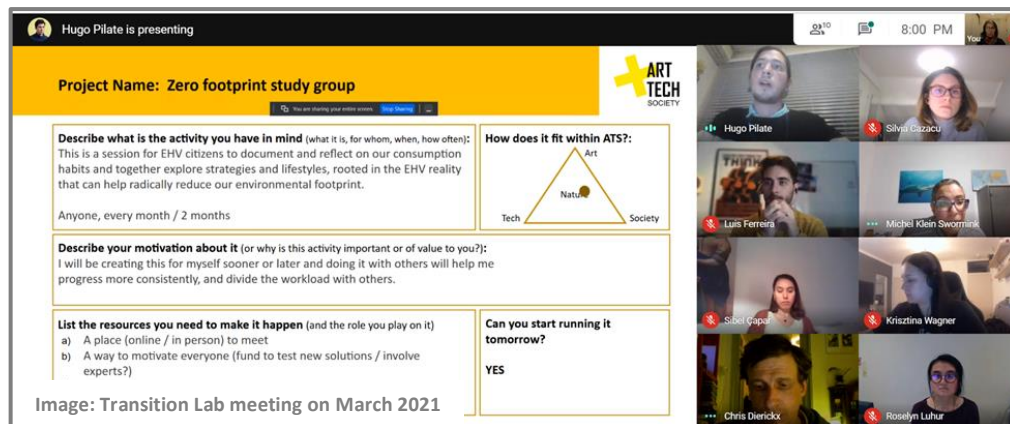 Hugo Pilate is presenting
10
8:00 PM
You
Project Name: Zero footprint study group
ART
TECH
SOCIETY
You are sharing your entire screen.
Stop Sharing
Describe what is the activity you have in mind (what it is, for whom, when, how often):
This is a session for EHV citizens to document and reflect on our consumption
habits and together explore strategies and lifestyles, rooted in the EHV reality
that can help radically reduce our environmental footprint.
Anyone, every month / 2 months
How does it fit within ATS?:
Art
Nature
Tech
Society
Describe your motivation about it (or why is this activity important or of value to you?):
I will be creating this for myself sooner or later and doing it with others will help me
progress more consistently, and divide the workload with others.
List the resources you need to make it happen (and the role you play on it)
a) A place (online / in person) to meet
b) A way to motivate everyone (fund to test new solutions / involve
experts?)
Can you start running it
tomorrow?
YES
Image: Transition Lab meeting on March 2021
Hugo Pilate
Silvia Cazacu
THINK
Luis Ferreira
Michel Klein Swormink
Sibel Çapar
Krisztina Wagner
Chris Dierickx
Roselyn Luhur